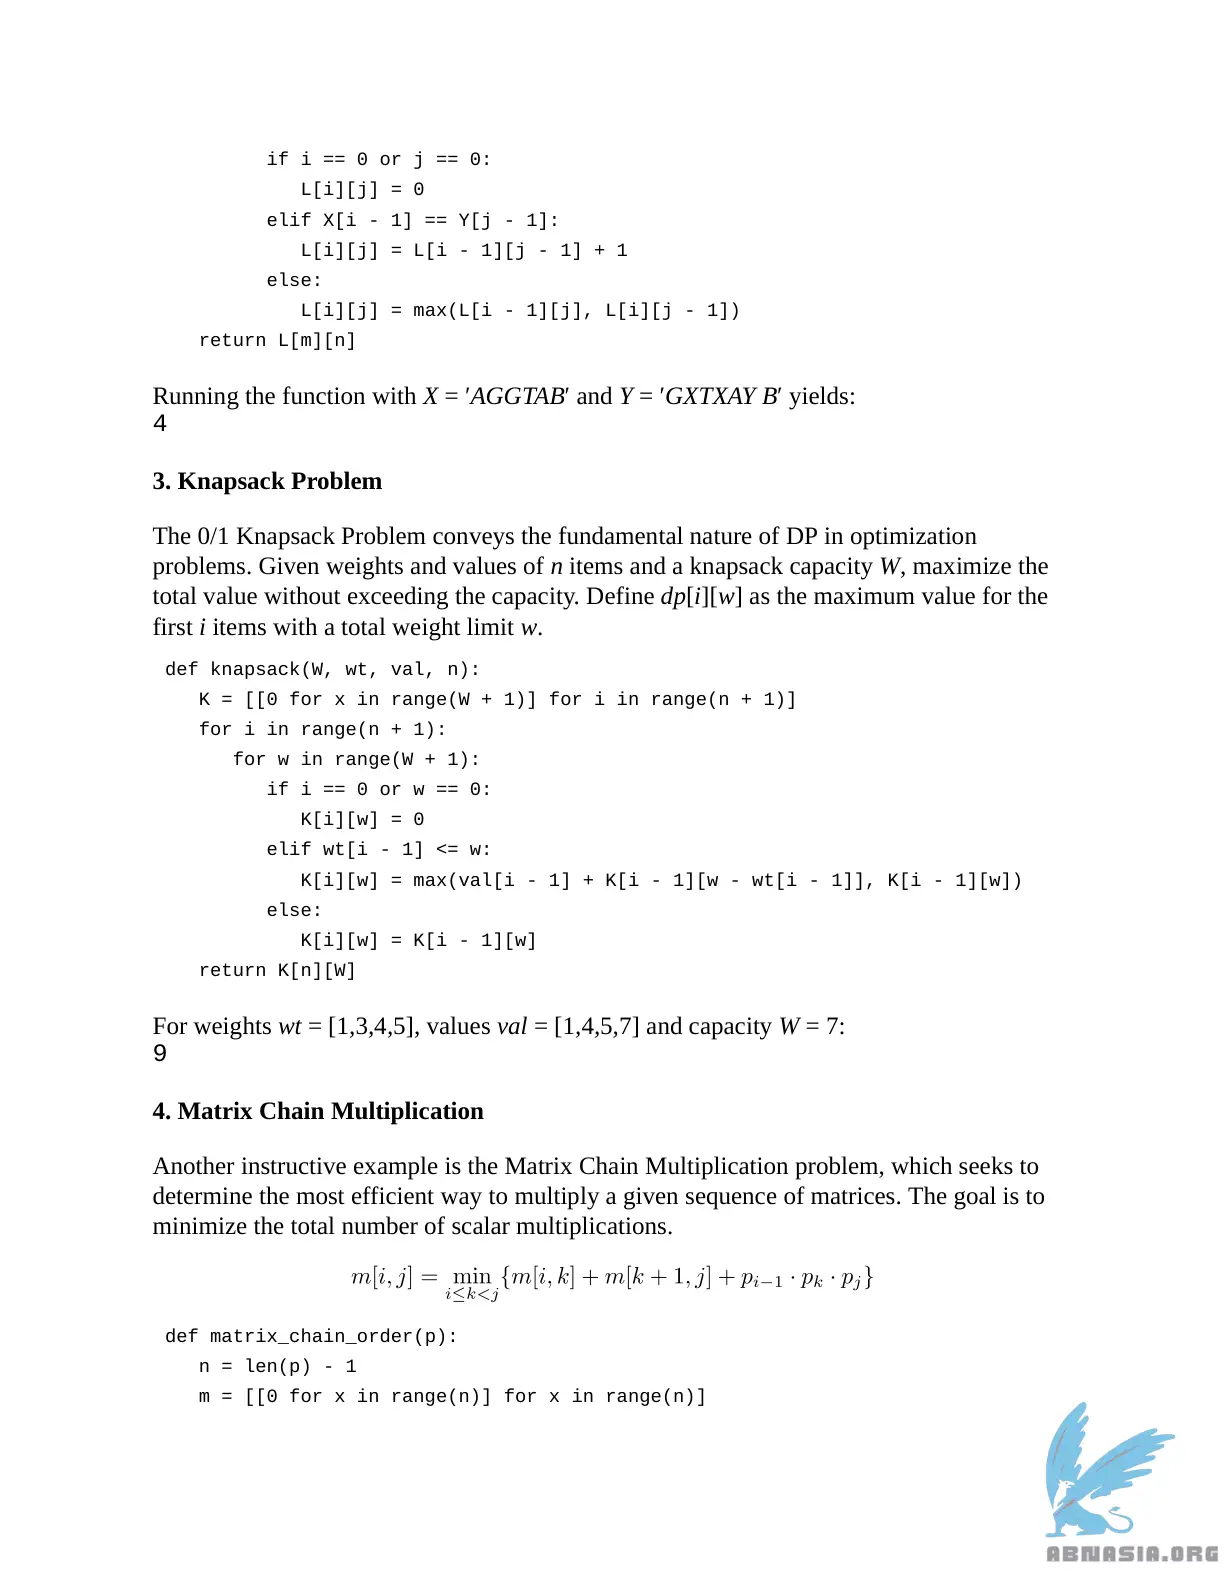 if i == 0 or j == 0:
L[i][j] = 0
elif X[i - 1] == Y[j - 1]:
L[i][j] = L[i - 1][j - 1] + 1
else:
L[i][j] = max(L[i - 1][j], L[i][j - 1])
return L[m][n]
Running the function with X = ′AGGTAB′ and Y = ′GXTXAY B′ yields:
4
3. Knapsack Problem
The 0/1 Knapsack Problem conveys the fundamental nature of DP in optimization
problems. Given weights and values of n items and a knapsack capacity W, maximize the
total value without exceeding the capacity. Define dp[i][w] as the maximum value for the
first i items with a total weight limit w.
def knapsack(W, wt, val, n):
K = [[0 for x in range(W + 1)] for i in range(n + 1)]
for i in range(n + 1):
for w in range(W + 1):
if i == 0 or w == 0:
K[i][w] = 0
elif wt[i - 1] <= w:
K[i][w] = max(val[i - 1] + K[i - 1][w - wt[i - 1]], K[i - 1][w])
else:
K[i][w] = K[i - 1][w]
return K[n][W]
For weights wt = [1,3,4,5], values val = [1,4,5,7] and capacity W = 7:
9
4. Matrix Chain Multiplication
Another instructive example is the Matrix Chain Multiplication problem, which seeks to
determine the most efficient way to multiply a given sequence of matrices. The goal is to
minimize the total number of scalar multiplications.
m[i, j] = min i≤k<j {m[i, k] + m[k + 1, j] + p_{i−1} · p_k · p_j}
def matrix_chain_order(p):
n = len(p) - 1
m = [[0 for x in range(n)] for x in range(n)]
ABNASIA.ORG